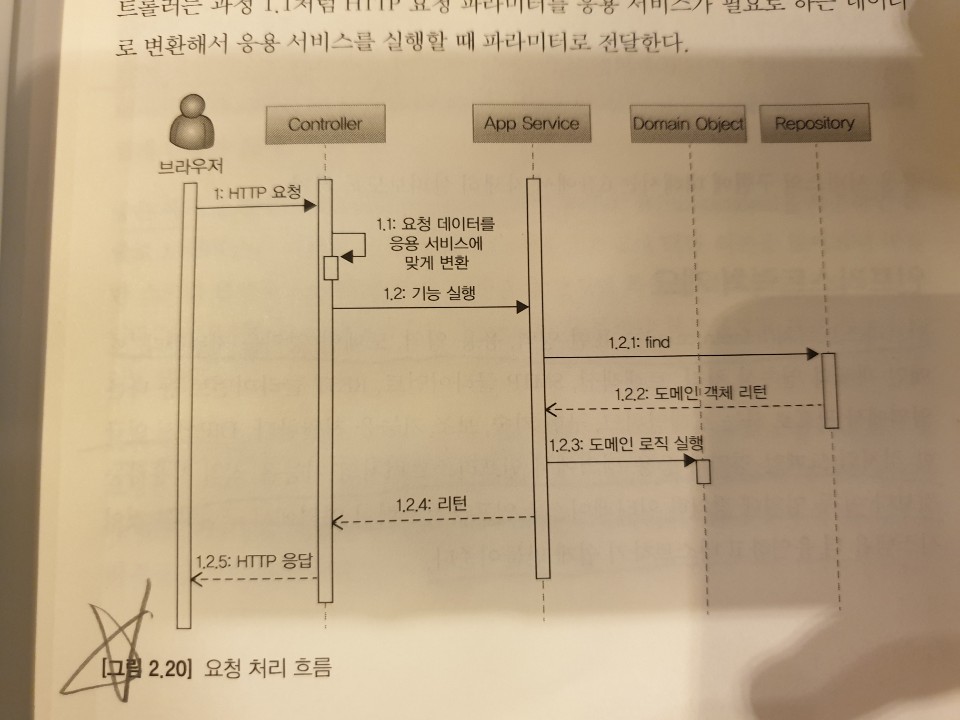 트롤러는 과정 1.1처럼 HTTP 요청 파라미터를 응용 서비스가 필요로 하는 데이터
로 변환해서 응용 서비스를 실행할 때 파라미터로 전달한다.
Controller
App Service
Domain Object
Repository
브라우저
1: HTTP 요청
1.1: 요청 데이터를
응용 서비스에
맞게 변환
1.2: 기능 실행
1.2.1: find
1.2.2: 도메인 객체 리턴
1.2.3: 도메인 로직 실행
1.2.4: 리턴
1.2.5: HTTP 응답
[그림 2.20] 요청 처리 흐름